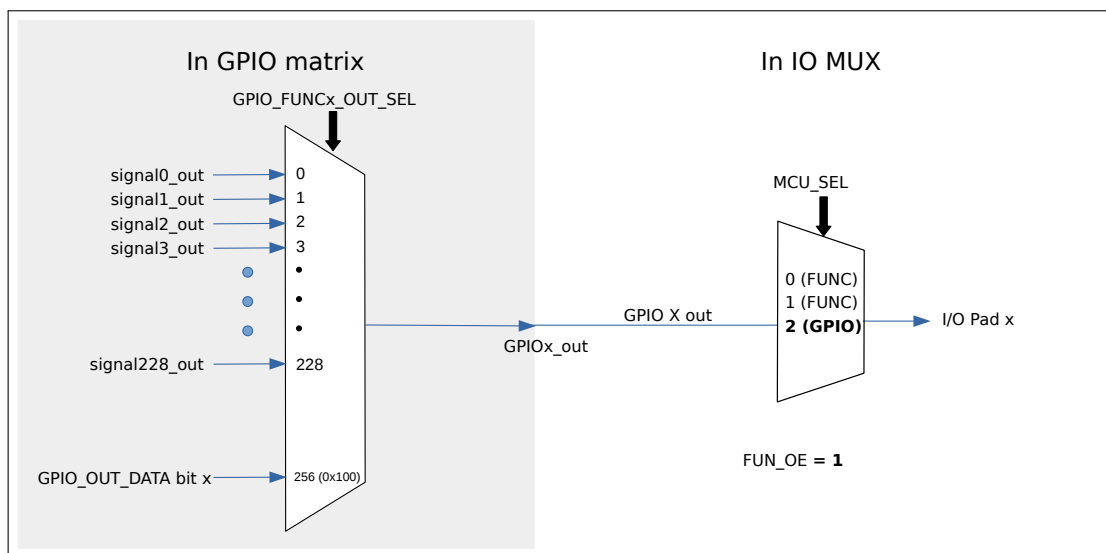 In GPIO matrix
In IO MUX
GPIO_FUNCx_OUT_SEL
signal0_out
0
signal1_out
1
signal2_out
2
signal3_out
3
signal228_out
228
GPIO_OUT_DATA bit x
256 (0x100)
GPIOx_out
GPIO X out
MCU_SEL
0 (FUNC)
1 (FUNC)
2 (GPIO)
I/O Pad x
FUN_OE = 1